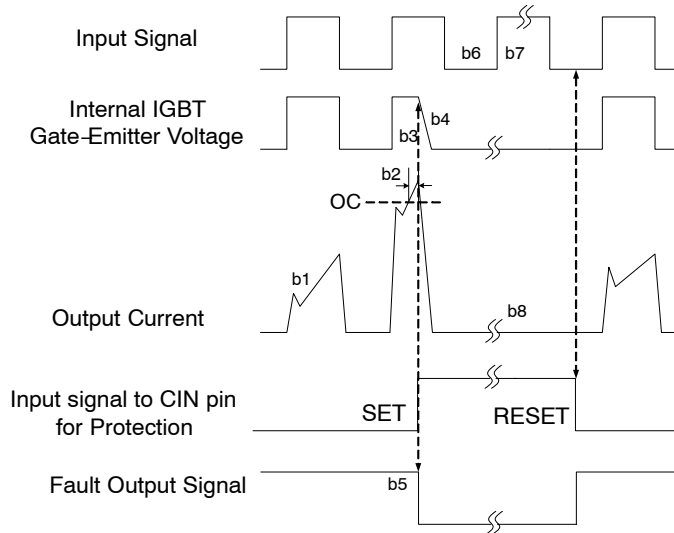 Input Signal
b6
b7
Internal IGBT
Gate-Emitter Voltage
b3
b4
b2
OC
b1
Output Current
b8
Input signal to CIN pin
for Protection
SET
RESET
Fault Output Signal
b5